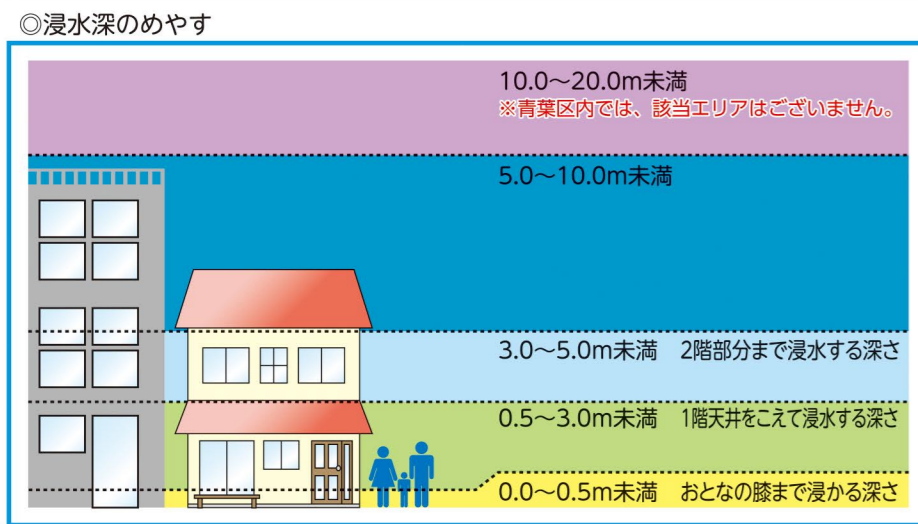 ◎浸水深のめやす
10.0～20.0m未満
※青葉区内では、該当エリアはございません。
5.0～10.0m未満
3.0～5.0m未満 2階部分まで浸水する深さ
0.5～3.0m未満 1階天井をこえて浸水する深さ
0.0～0.5m未満 おとなの膝まで浸かる深さ